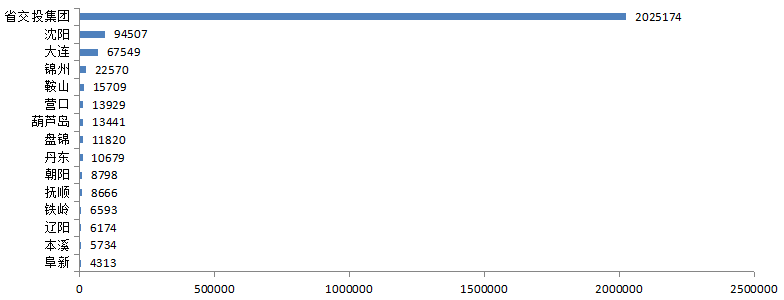 省交投集团 2025174
沈阳 94507
大连 67549
锦州 22570
鞍山 15709
营口 13929
葫芦岛 13441
盘锦 11820
丹东 10679
朝阳 8798
抚顺 8666
铁岭 6593
辽阳 6174
本溪 5734
阜新 4313
0 500000 1000000 1500000 2000000 2500000